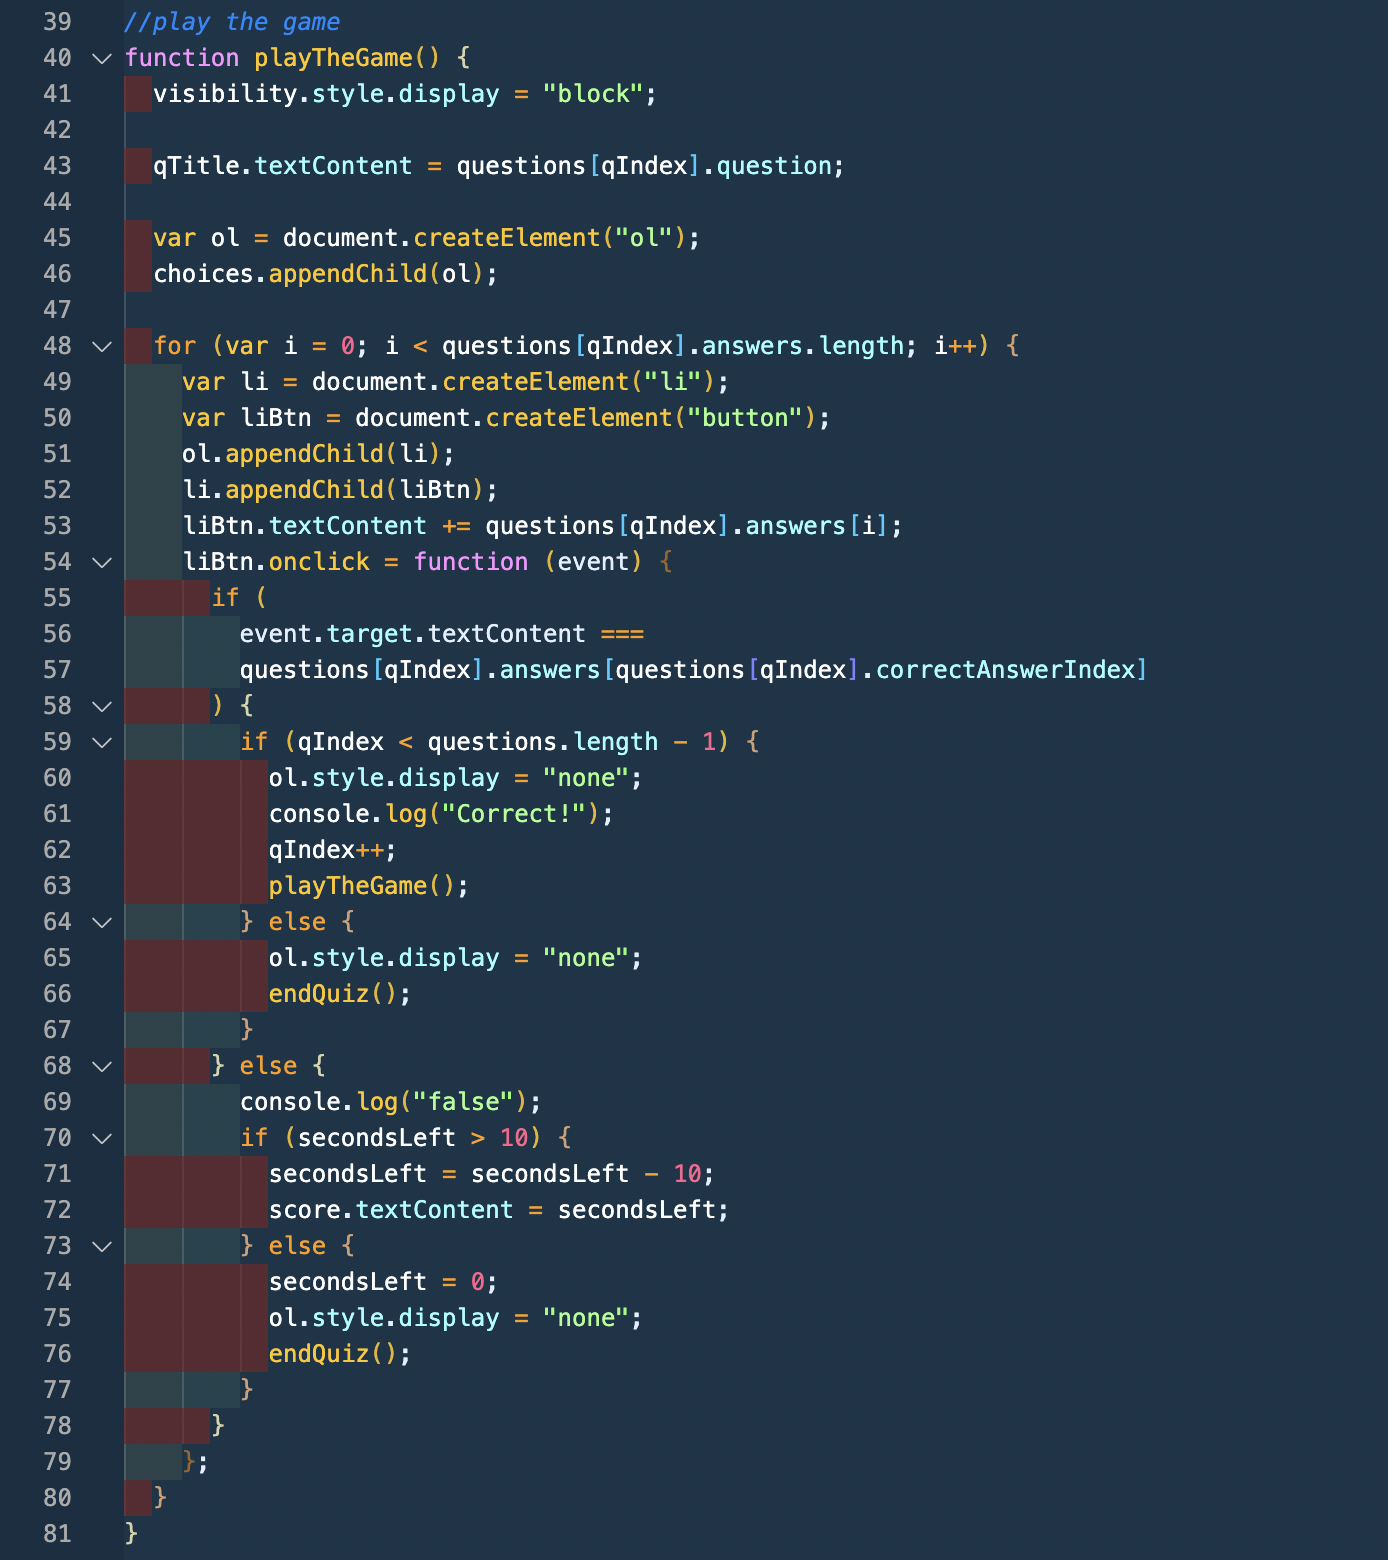 39 //play the game
40 function playTheGame() {
41   visibility.style.display = "block";
42
43   qTitle.textContent = questions[qIndex].question;
44
45   var ol = document.createElement("ol");
46   choices.appendChild(ol);
47
48   for (var i = 0; i < questions[qIndex].answers.length; i++) {
49     var li = document.createElement("li");
50     var liBtn = document.createElement("button");
51     ol.appendChild(li);
52     li.appendChild(liBtn);
53     liBtn.textContent += questions[qIndex].answers[i];
54     liBtn.onclick = function (event) {
55       if (
56         event.target.textContent ===
57         questions[qIndex].answers[questions[qIndex].correctAnswerIndex]
58       ) {
59         if (qIndex < questions.length - 1) {
60           ol.style.display = "none";
61           console.log("Correct!");
62           qIndex++;
63           playTheGame();
64         } else {
65           ol.style.display = "none";
66           endQuiz();
67         }
68       } else {
69         console.log("false");
70         if (secondsLeft > 10) {
71           secondsLeft = secondsLeft - 10;
72           score.textContent = secondsLeft;
73         } else {
74           secondsLeft = 0;
75           ol.style.display = "none";
76           endQuiz();
77         }
78       }
79     };
80   }
81 }